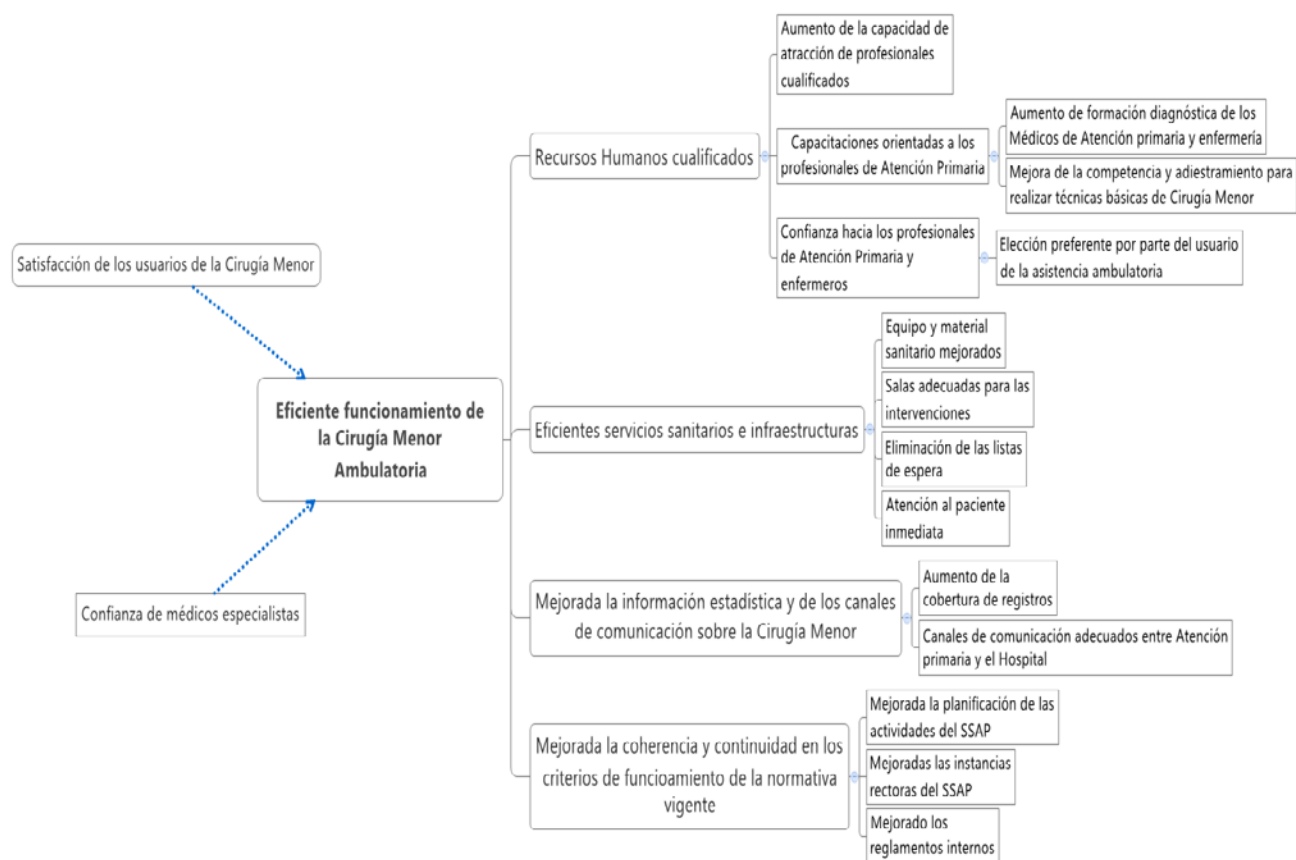 Satisfacción de los usuarios de la Cirugía Menor
Eficiente funcionamiento de
la Cirugía Menor
Ambulatoria
Confianza de médicos especialistas
Recursos Humanos cualificados
Aumento de la capacidad de
atracción de profesionales
cualificados
Capacitaciones orientadas a los
profesionales de Atención Primaria
Aumento de formación diagnóstica de los
Médicos de Atención primaria y enfermería
Mejora de la competencia y adiestramiento para
realizar técnicas básicas de Cirugía Menor
Confianza hacia los profesionales
de Atención Primaria y
enfermeros
Elección preferente por parte del usuario
de la asistencia ambulatoria
Eficientes servicios sanitarios e infraestructuras
Equipo y material
sanitario mejorados
Salas adecuadas para las
intervenciones
Eliminación de las listas
de espera
Atención al paciente
inmediata
Mejorada la información estadística y de los canales
de comunicación sobre la Cirugía Menor
Aumento de la
cobertura de registros
Canales de comunicación adecuados entre Atención
primaria y el Hospital
Mejorada la coherencia y continuidad en los
criterios de funcioamiento de la normativa
vigente
Mejorada la planificación de las
actividades del SSAP
Mejoradas las instancias
rectoras del SSAP
Mejorado los
reglamentos internos